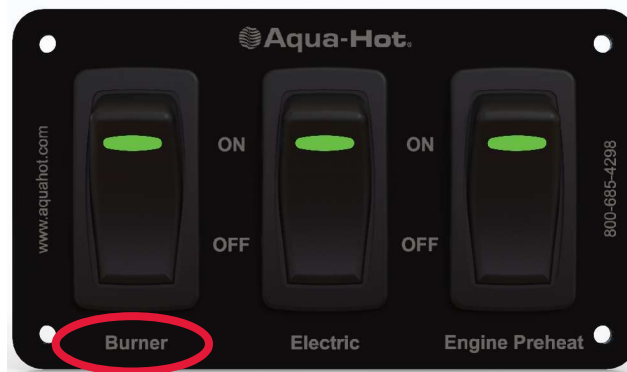 Aqua-Hot®
www.aquahot.com
ON
ON
800-685-4298
OFF
OFF
Burner
Electric
Engine Preheat